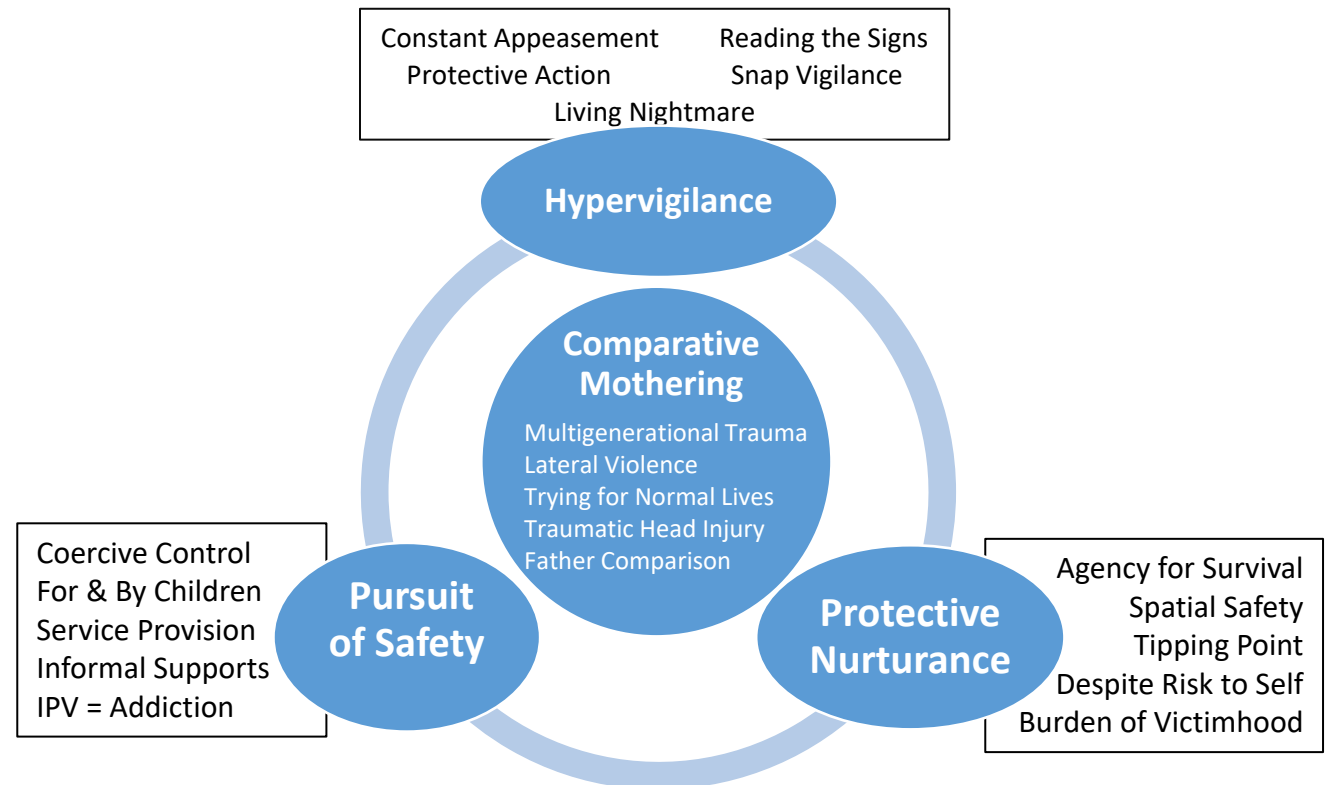 Constant Appeasement Reading the Signs
Protective Action Snap Vigilance
Living Nightmare
Hypervigilance
Comparative
Mothering
Multigenerational Trauma
Lateral Violence
Trying for Normal Lives
Traumatic Head Injury
Father Comparison
Coercive Control
For & By Children
Service Provision
Informal Supports
IPV = Addiction
Pursuit
of Safety
Protective
Nurturance
Agency for Survival
Spatial Safety
Tipping Point
Despite Risk to Self
Burden of Victimhood